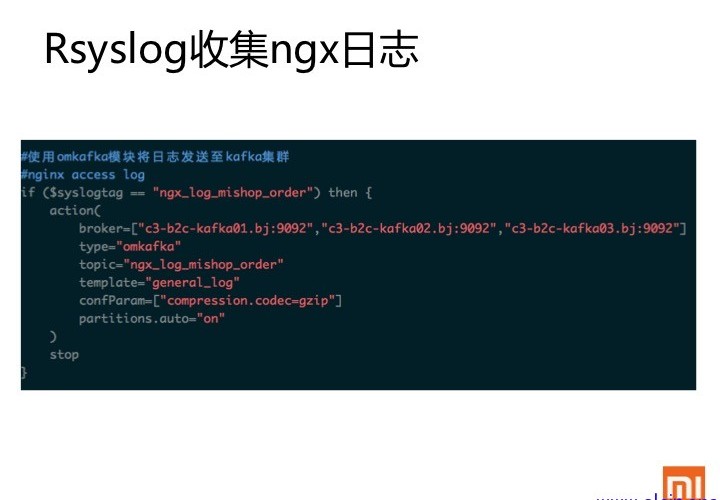 Rsyslog收集ngx日志
#使用omkafka模块将日志发送至kafka集群
#nginx access log
if ($syslogtag == "ngx_log_mishop_order") then {
    action(
        broker=["c3-b2c-kafka01.bj:9092","c3-b2c-kafka02.bj:9092","c3-b2c-kafka03.bj:9092"]
        type="omkafka"
        topic="ngx_log_mishop_order"
        template="general_log"
        confParam=["compression.codec=gzip"]
        partitions.auto="on"
    )
    stop
}